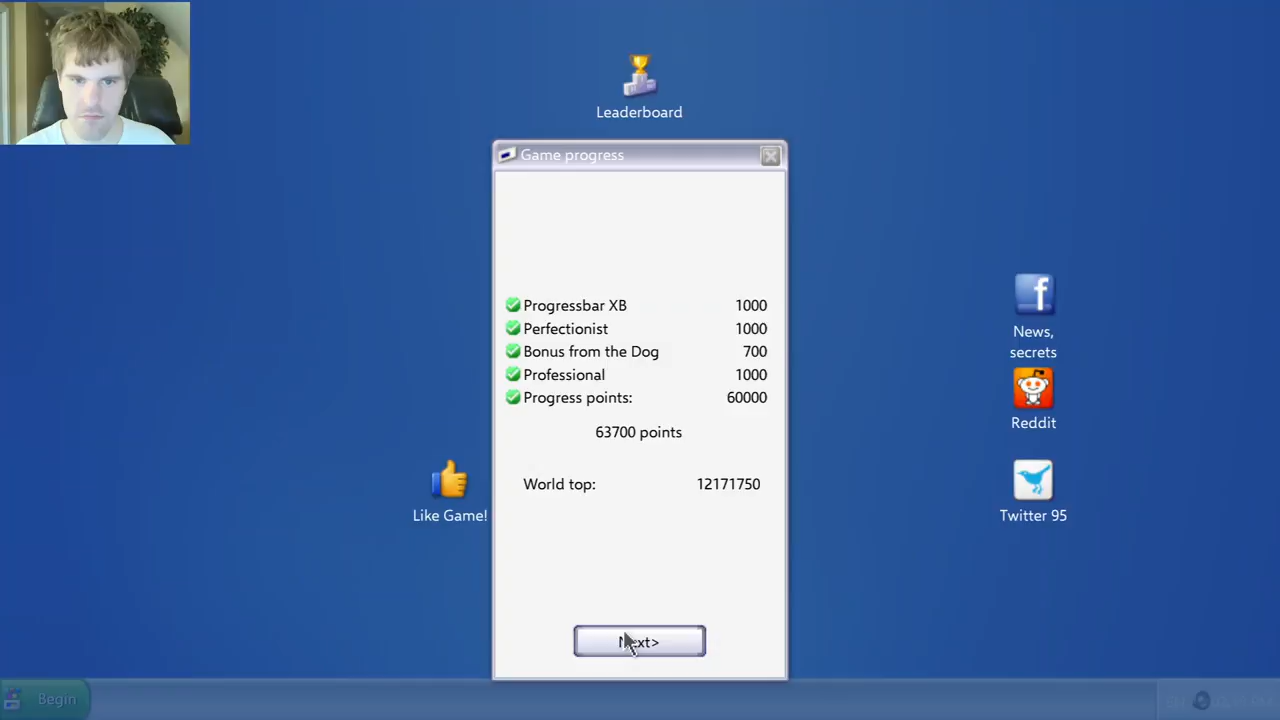 Leaderboard
Game progress
Progressbar XB 1000
Perfectionist 1000
Bonus from the Dog 700
Professional 1000
Progress points: 60000
63700 points
World top: 12171750
Next>
Like Game!
News,
secrets
Reddit
Twitter 95
Begin